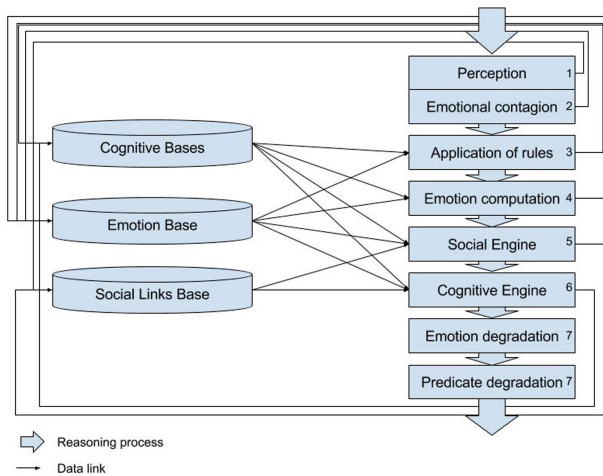 Perception 1
Emotional contagion 2
Cognitive Bases
Application of rules 3
Emotion computation 4
Emotion Base
Social Engine 5
Social Links Base
Cognitive Engine 6
Emotion degradation 7
Predicate degradation 7
Reasoning process
Data link